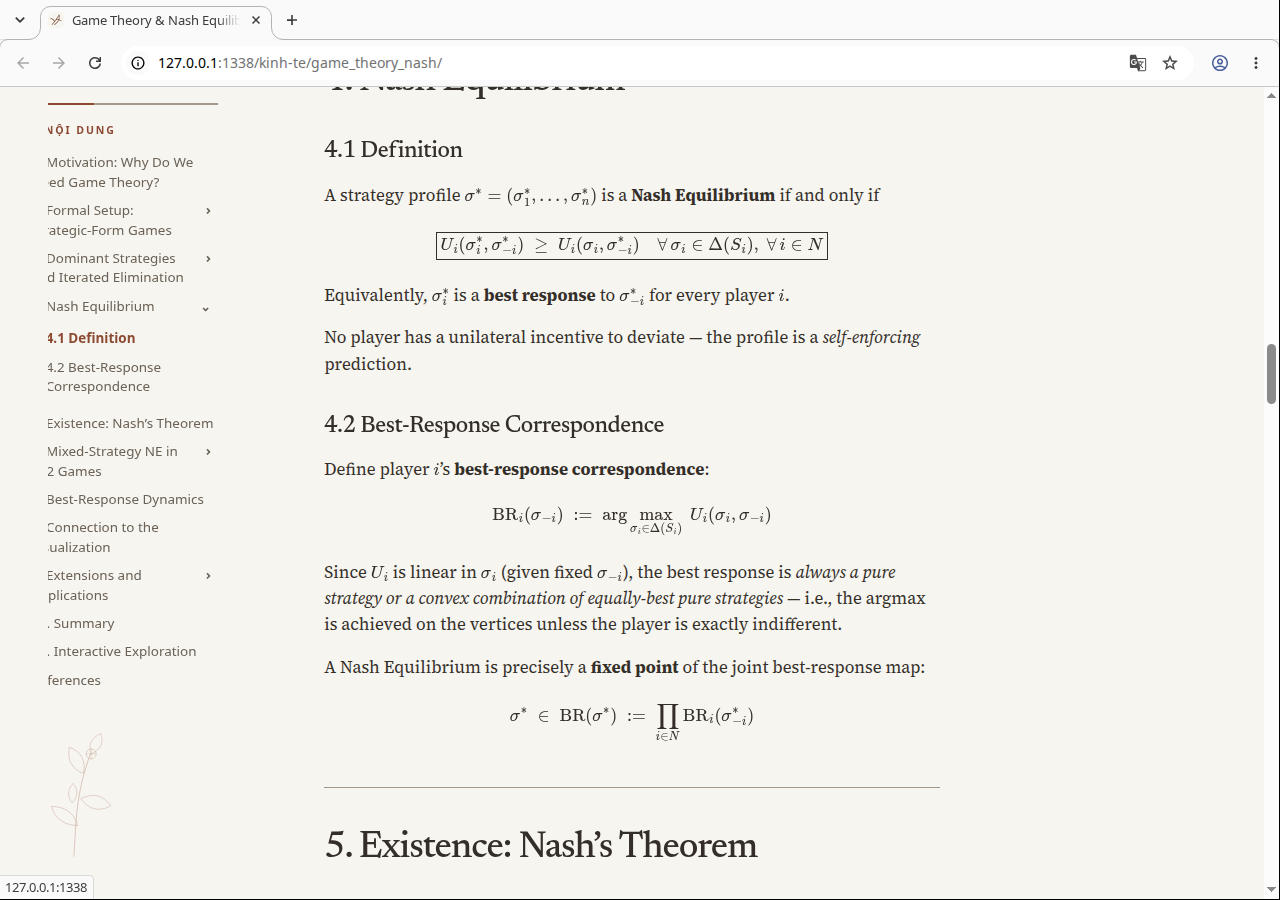 Game Theory & Nash Equilib
127.0.0.1:1338/kinh-te/game_theory_nash/
NỘI DUNG
Motivation: Why Do We
ed Game Theory?
Formal Setup:
ategic-Form Games
Dominant Strategies
d Iterated Elimination
Nash Equilibrium
4.1 Definition
4.2 Best-Response
Correspondence
Existence: Nash's Theorem
Mixed-Strategy NE in
2 Games
Best-Response Dynamics
Connection to the
ualization
Extensions and
plications
. Summary
. Interactive Exploration
ferences
4. Nash Equilibrium
4.1 Definition
A strategy profile σ* = (σ₁*, . . . , σₙ*) is a Nash Equilibrium if and only if
Uᵢ(σᵢ*, σ₋ᵢ*) ≥ Uᵢ(σᵢ, σ₋ᵢ*) ∀ σᵢ ∈ Δ(Sᵢ), ∀ i ∈ N
Equivalently, σᵢ* is a best response to σ₋ᵢ* for every player i.
No player has a unilateral incentive to deviate — the profile is a self-enforcing
prediction.
4.2 Best-Response Correspondence
Define player i's best-response correspondence:
BRᵢ(σ₋ᵢ) := arg max Uᵢ(σᵢ, σ₋ᵢ)
σᵢ∈Δ(Sᵢ)
Since Uᵢ is linear in σᵢ (given fixed σ₋ᵢ), the best response is always a pure
strategy or a convex combination of equally-best pure strategies — i.e., the argmax
is achieved on the vertices unless the player is exactly indifferent.
A Nash Equilibrium is precisely a fixed point of the joint best-response map:
σ* ∈ BR(σ*) := ∏ BRᵢ(σ₋ᵢ*)
i∈N
5. Existence: Nash's Theorem
127.0.0.1:1338